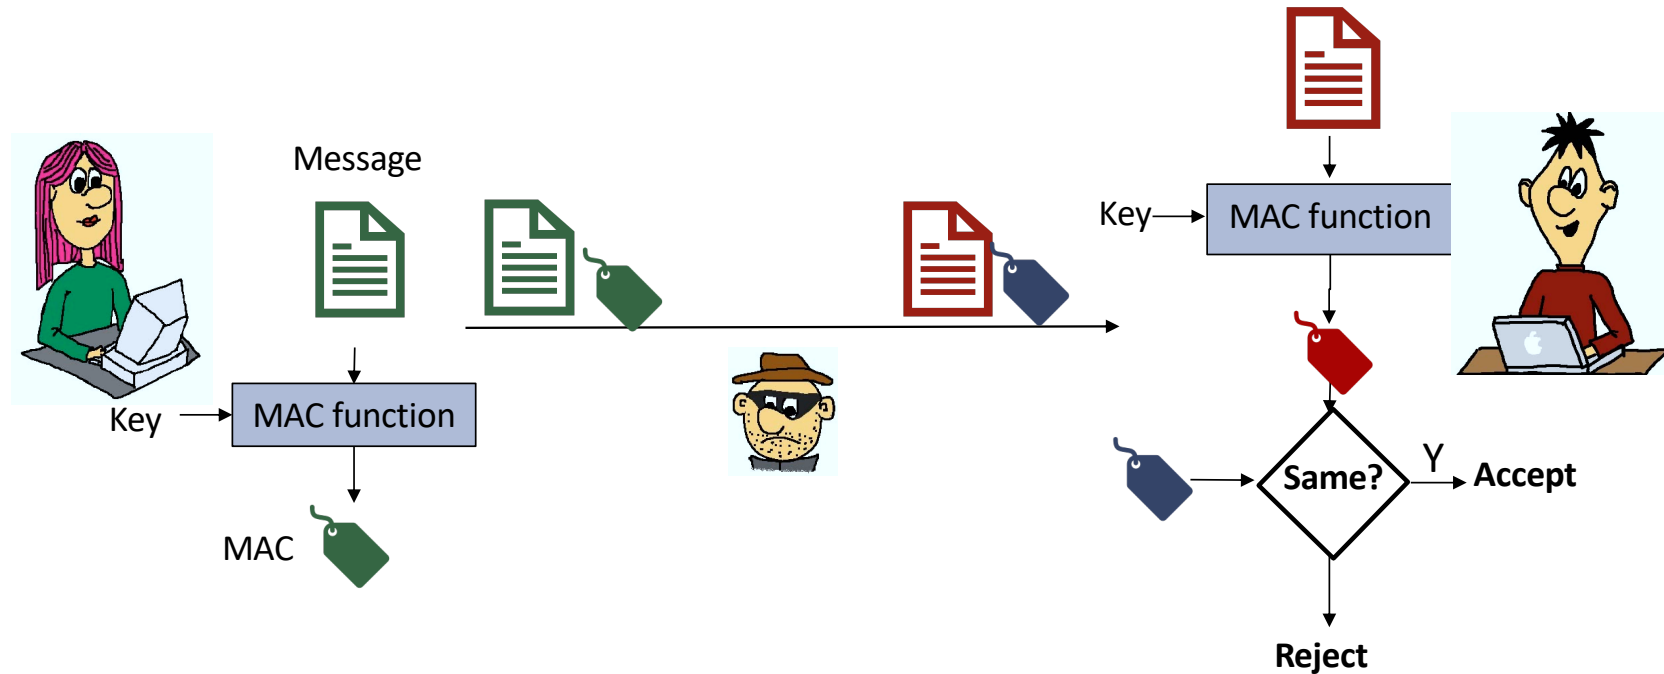 Message
Key
MAC function
MAC
Key
MAC function
Same?
Y
Accept
Reject